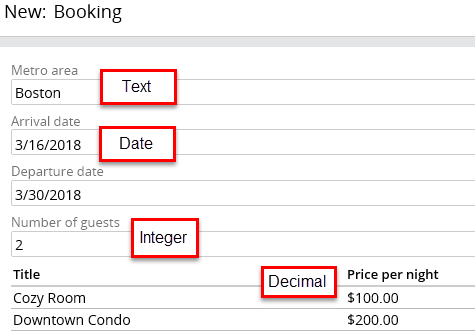 New: Booking
Metro area
Boston Text
Arrival date
3/16/2018 Date
Departure date
3/30/2018
Number of guests
2 Integer
Title Decimal Price per night
Cozy Room $100.00
Downtown Condo $200.00